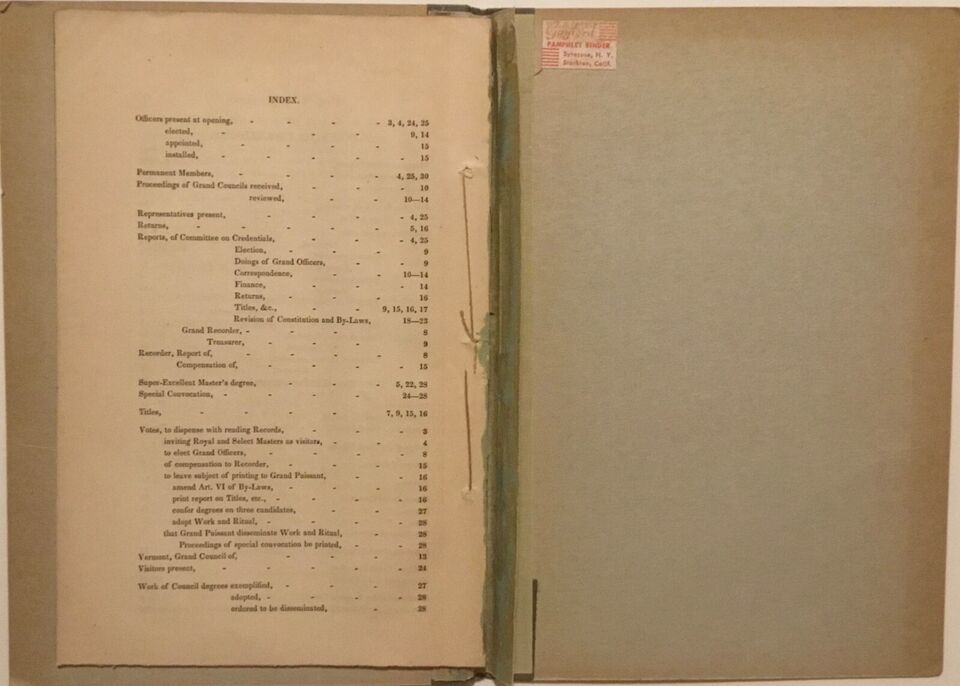 INDEX.
Officers present at opening, - - - - 3, 4, 24, 25
elected, - - - - 9, 14
appointed, - - - - 15
installed, - - - - - 15
Permanent Members, - - - - 4, 25, 30
Proceedings of Grand Councils received, - - - 10
reviewed, - - 10—14
Representatives present, - - - - 4, 25
Returns, - - - - - 5, 16
Reports, of Committee on Credentials, - - - 4, 25
Election, - - - 9
Doings of Grand Officers, - - 9
Correspondence, - - 10—14
Finance, - - - 14
Returns, - - - 16
Titles, &c., - - 9, 15, 16, 17
Revision of Constitution and By-Laws, 18—23
Grand Recorder, - - - 8
Treasurer, - - - - 9
Recorder, Report of, - - - - - 8
Compensation of, - - - - 15
Super-Excellent Master's degree, - - - 5, 22, 28
Special Convocation, - - - - - 24—28
Titles, - - - - 7, 9, 15, 16
Votes, to dispense with reading Records, - - - 3
inviting Royal and Select Masters as visitors, - - 4
to elect Grand Officers, - - - - 8
of compensation to Recorder, - - - - 15
to leave subject of printing to Grand Puissant, - - 16
amend Art. VI of By-Laws, - - - 16
print report on Titles, etc., - - - - 16
confer degrees on three candidates, - - 27
adopt Work and Ritual, - - - - 28
that Grand Puissant disseminate Work and Ritual, - 28
Proceedings of special convocation be printed, - - 28
Vermont, Grand Council of, - - - - 13
Visitors present, - - - - - 24
Work of Council degrees exemplified, - - - 27
adopted, - - - - 28
ordered to be disseminated, - 28
Gaylord
PAMPHLET BINDER
Syracuse, N. Y.
Stockton, Calif.